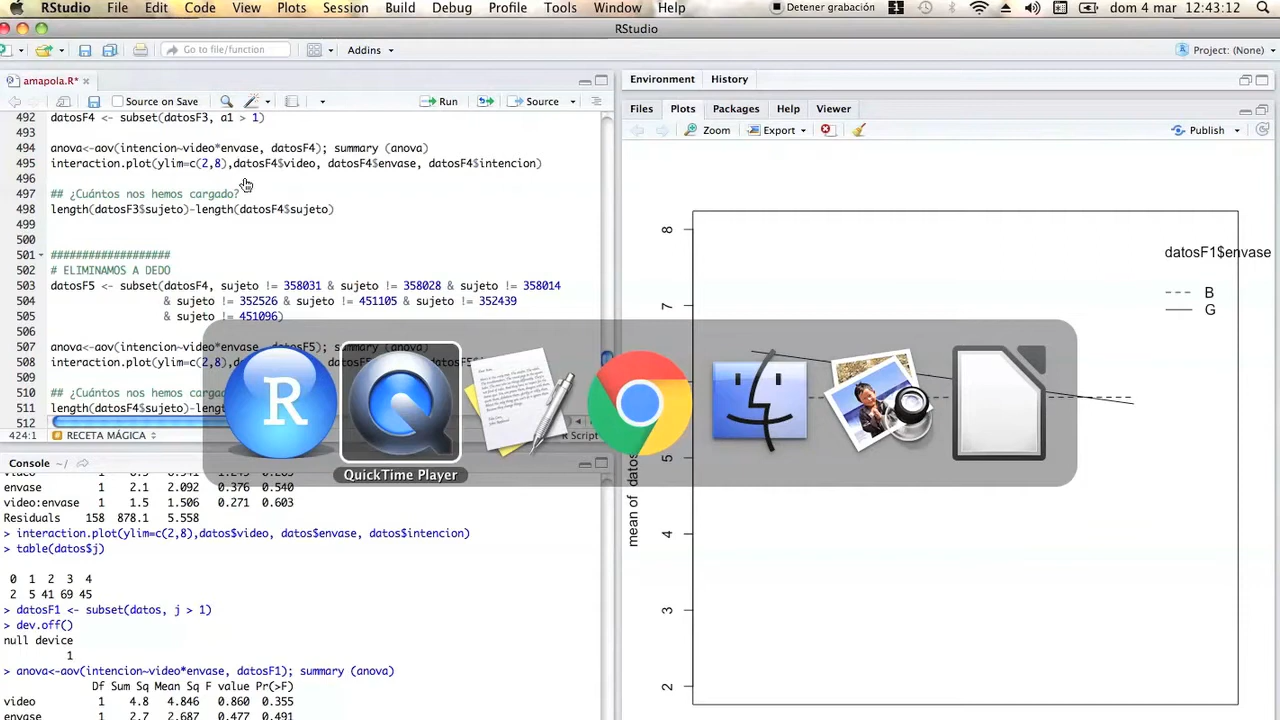 RStudio File Edit Code View Plots Session Build Debug Profile Tools Window Help Detener grabación dom 4 mar 12:43:12
RStudio
Go to file/function Addins Project: (None)
amapola.R*
Source on Save Run Source
492 datosF4 <- subset(datosF3, a1 > 1)
493
494 anova<-aov(intencion~video*envase, datosF4); summary (anova)
495 interaction.plot(ylim=c(2,8),datosF4$video, datosF4$envase, datosF4$intencion)
496
497 ## ¿Cuántos nos hemos cargado?
498 length(datosF3$sujeto)-length(datosF4$sujeto)
499
500
501 ###################
502 # ELIMINAMOS A DEDO
503 datosF5 <- subset(datosF4, sujeto != 358031 & sujeto != 358028 & sujeto != 358014
504 & sujeto != 352526 & sujeto != 451105 & sujeto != 352439
505 & sujeto != 451096)
506
507 anova<-aov(intencion~video*envase, datosF5); summary (anova)
508 interaction.plot(ylim=c(2,8),
509
510 ## ¿Cuántos nos hemos
511 length(datosF4$sujeto)-leng
512
424:1 RECETA MÁGICA R Script
QuickTime Player
Console ~/
envase 1 2.1 2.092 0.376 0.540
video:envase 1 1.5 1.506 0.271 0.603
Residuals 158 878.1 5.558
> interaction.plot(ylim=c(2,8),datos$video, datos$envase, datos$intencion)
> table(datos$j)
0 1 2 3 4
2 5 41 69 45
> datosF1 <- subset(datos, j > 1)
> dev.off()
null device
1
> anova<-aov(intencion~video*envase, datosF1); summary (anova)
Df Sum Sq Mean Sq F value Pr(>F)
video 1 4.8 4.846 0.860 0.355
envase 1 2.7 2.687 0.477 0.491
Environment History
Files Plots Packages Help Viewer
Zoom Export Publish
8
7
5
4
3
2
mean of
datosF1$envase
B
G